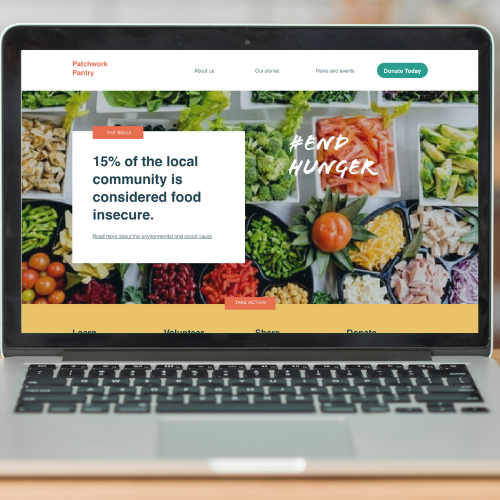 Patchwork
Pantry
About us
Our stories
News and events
Donate Today
THE ISSUE
15% of the local
community is
considered food
insecure.
Read more about this environmental and social cause
#END
HUNGER
TAKE ACTION
Learn
Volunteer
Share
Donate